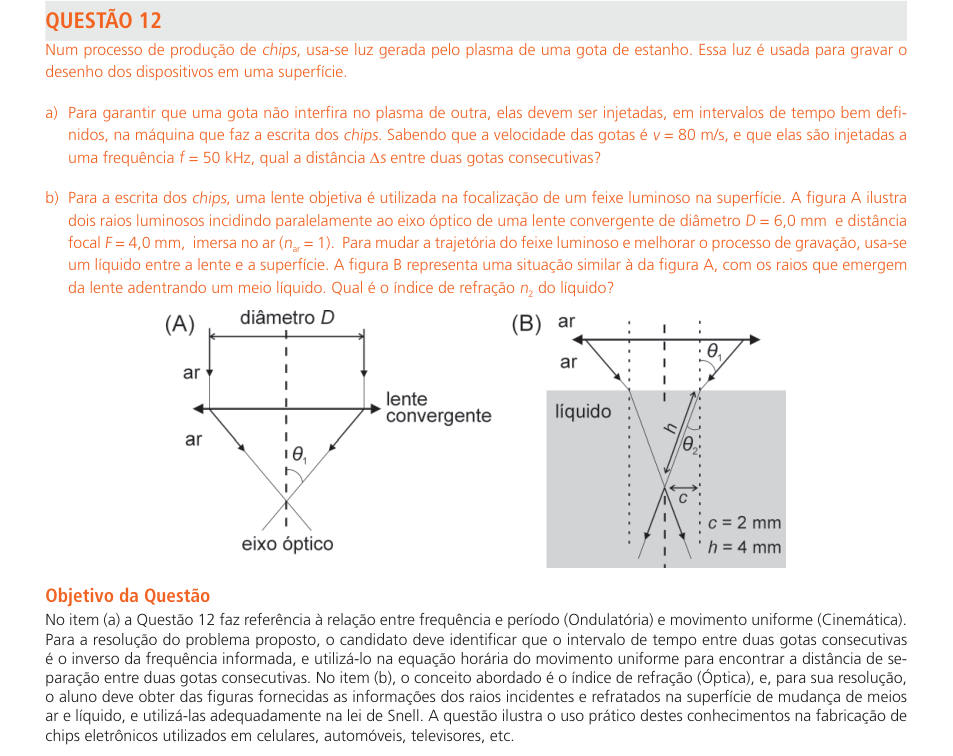 QUESTÃO 12
Num processo de produção de chips, usa-se luz gerada pelo plasma de uma gota de estanho. Essa luz é usada para gravar o
desenho dos dispositivos em uma superfície.
a) Para garantir que uma gota não interfira no plasma de outra, elas devem ser injetadas, em intervalos de tempo bem defi-
nidos, na máquina que faz a escrita dos chips. Sabendo que a velocidade das gotas é v = 80 m/s, e que elas são injetadas a
uma frequência f = 50 kHz, qual a distância Δs entre duas gotas consecutivas?
b) Para a escrita dos chips, uma lente objetiva é utilizada na focalização de um feixe luminoso na superfície. A figura A ilustra
dois raios luminosos incidindo paralelamente ao eixo óptico de uma lente convergente de diâmetro D = 6,0 mm e distância
focal F = 4,0 mm, imersa no ar (n_ar = 1). Para mudar a trajetória do feixe luminoso e melhorar o processo de gravação, usa-se
um líquido entre a lente e a superfície. A figura B representa uma situação similar à da figura A, com os raios que emergem
da lente adentrando um meio líquido. Qual é o índice de refração n₂ do líquido?
(A)
diâmetro D
ar
lente
convergente
ar
θ₁
eixo óptico
(B)
ar
ar
θ₁
líquido
h
θ₂
c
c = 2 mm
h = 4 mm
Objetivo da Questão
No item (a) a Questão 12 faz referência à relação entre frequência e período (Ondulatória) e movimento uniforme (Cinemática).
Para a resolução do problema proposto, o candidato deve identificar que o intervalo de tempo entre duas gotas consecutivas
é o inverso da frequência informada, e utilizá-lo na equação horária do movimento uniforme para encontrar a distância de se-
paração entre duas gotas consecutivas. No item (b), o conceito abordado é o índice de refração (Óptica), e, para sua resolução,
o aluno deve obter das figuras fornecidas as informações dos raios incidentes e refratados na superfície de mudança de meios
ar e líquido, e utilizá-las adequadamente na lei de Snell. A questão ilustra o uso prático destes conhecimentos na fabricação de
chips eletrônicos utilizados em celulares, automóveis, televisores, etc.